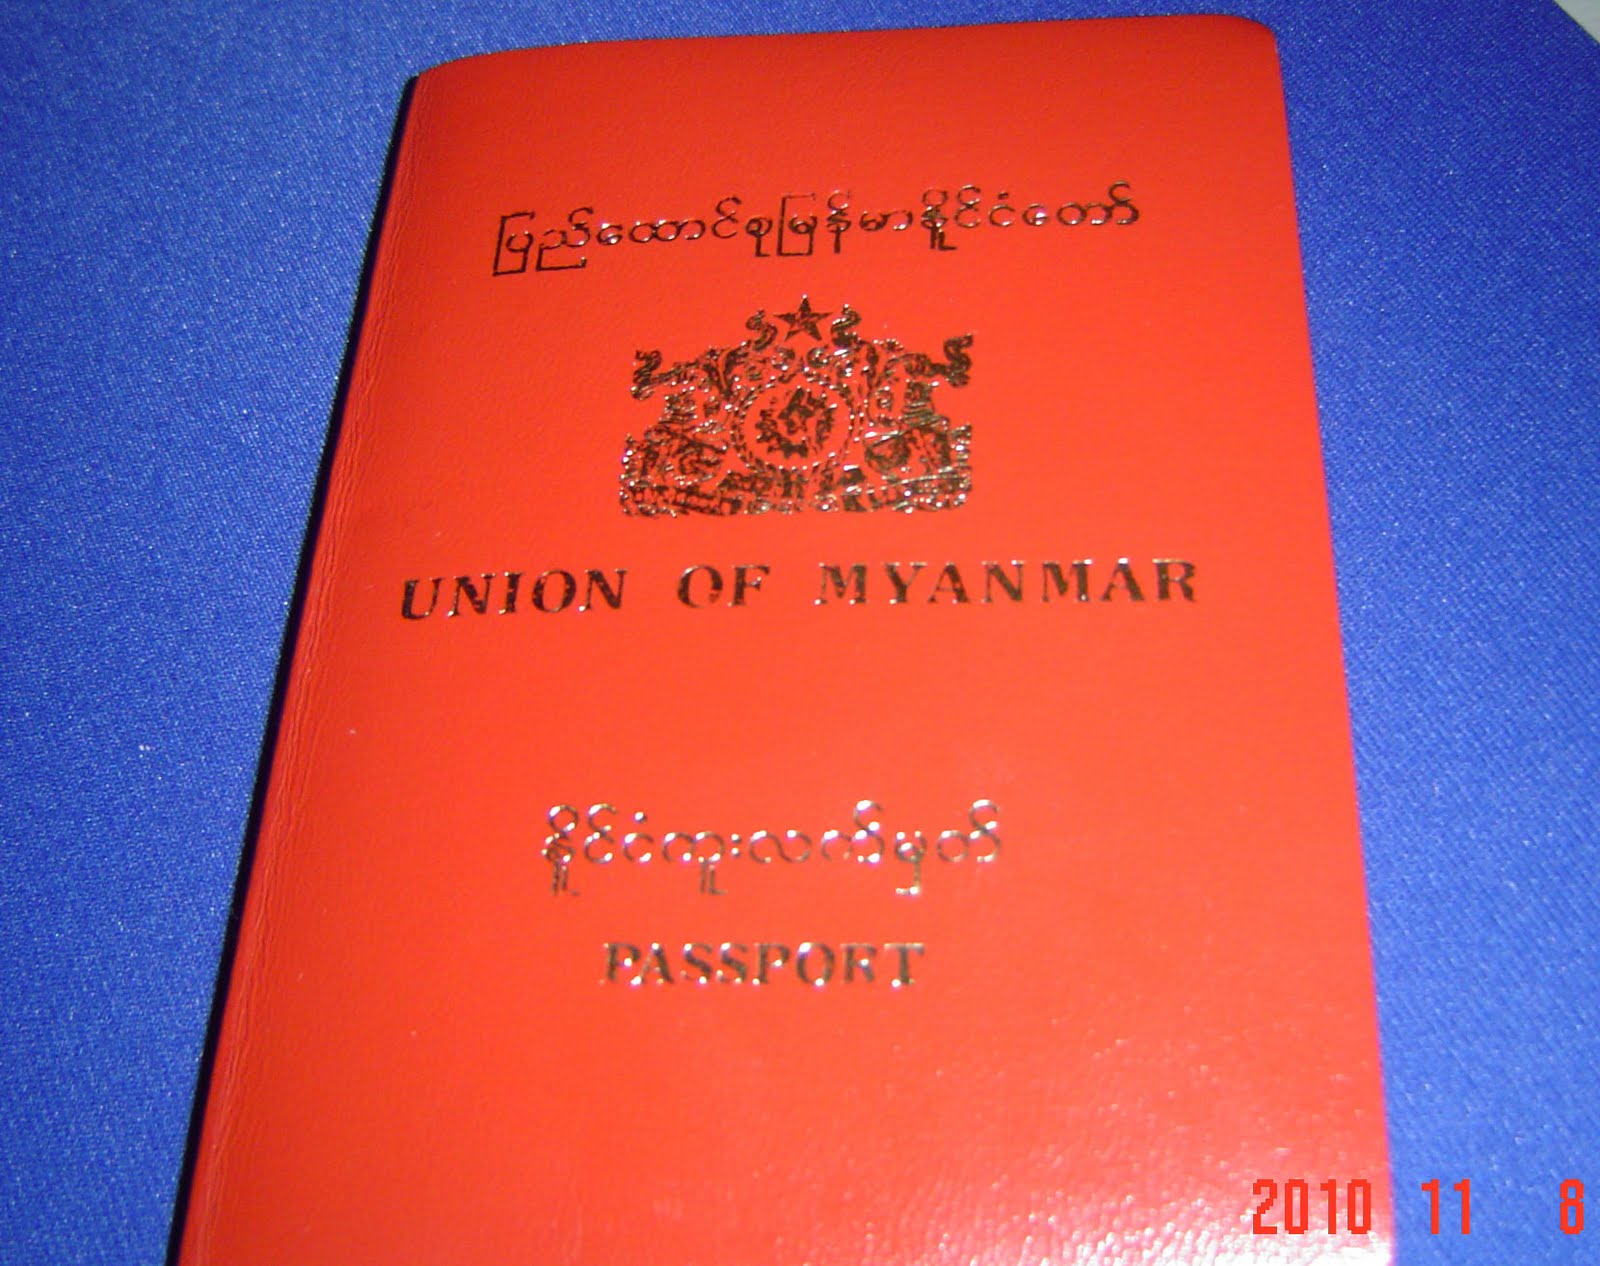 ပြည်ထောင်စုမြန်မာနိူင်ငံတော်
UNION OF MYANMAR
နိူင်ငံကူးလက်မှတ်
PASSPORT
2010 11 8